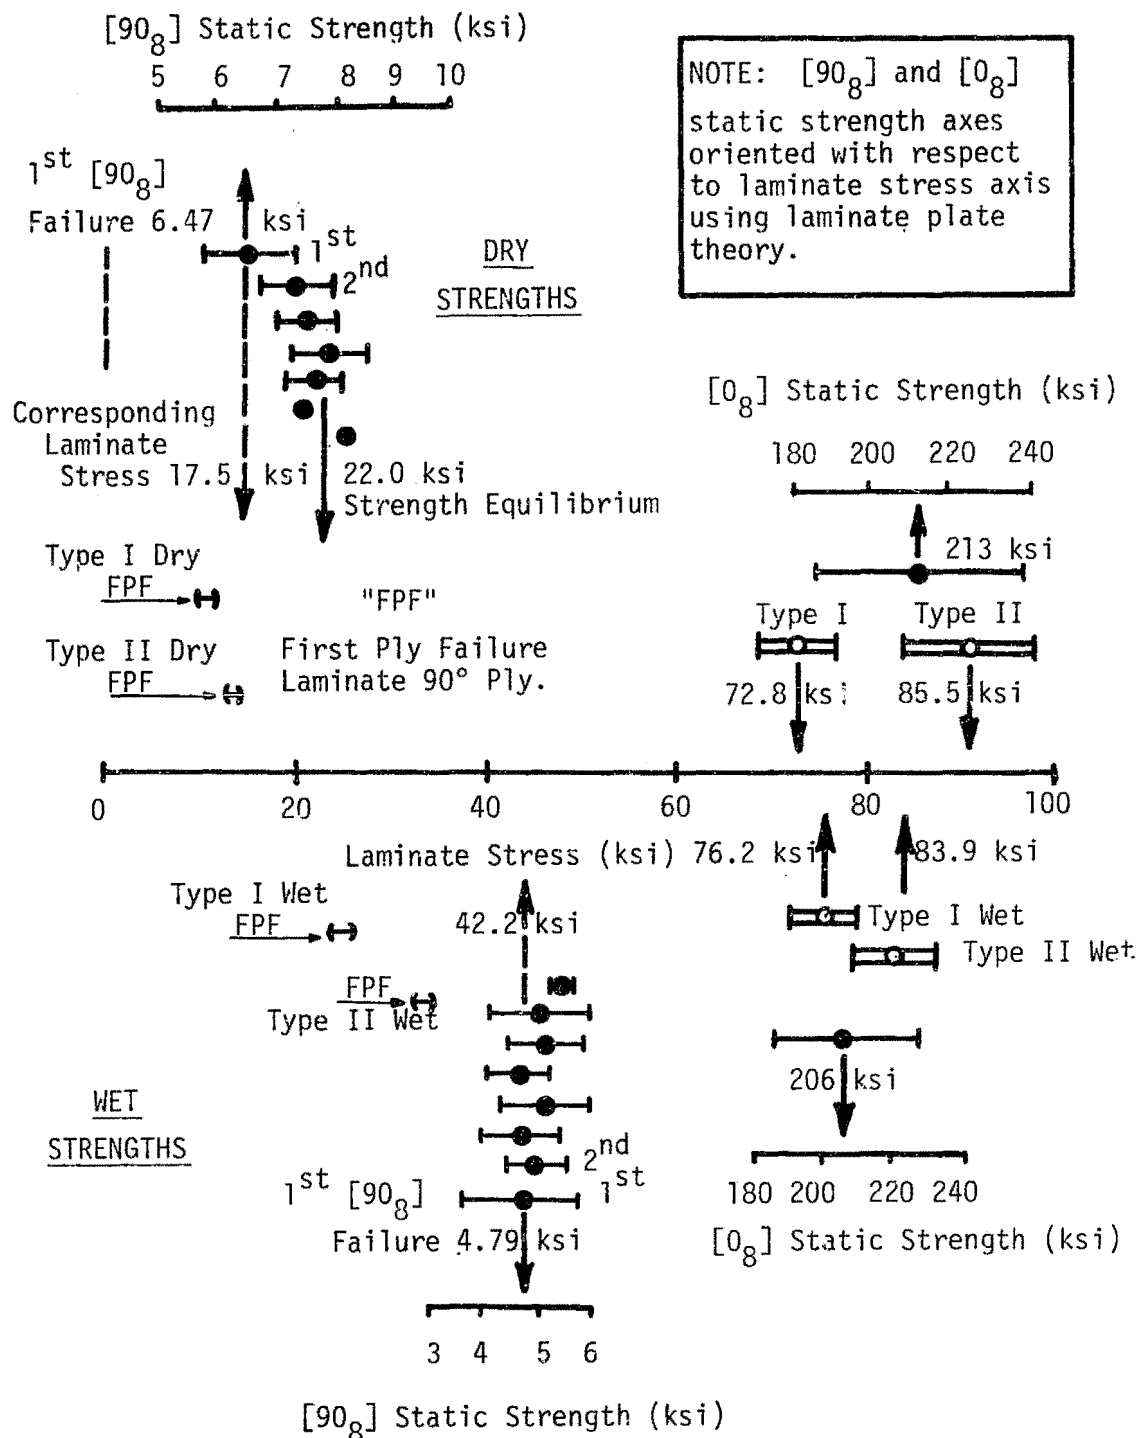 [90₈] Static Strength (ksi)
5 6 7 8 9 10
NOTE: [90₈] and [0₈]
static strength axes
oriented with respect
to laminate stress axis
using laminate plate
theory.
1st [90₈]
Failure 6.47 ksi
1st
2nd
DRY
STRENGTHS
Corresponding
Laminate
Stress 17.5 ksi
22.0 ksi
Strength Equilibrium
[0₈] Static Strength (ksi)
180 200 220 240
213 ksi
Type I Dry
FPF
"FPF"
Type II Dry
FPF
First Ply Failure
Laminate 90° Ply.
Type I
Type II
72.8 ksi
85.5 ksi
0 20 40 60 80 100
Laminate Stress (ksi)
76.2 ksi
83.9 ksi
Type I Wet
FPF
42.2 ksi
Type I Wet
Type II Wet
FPF
Type II Wet
206 ksi
WET
STRENGTHS
2nd
1st
1st [90₈]
Failure 4.79 ksi
180 200 220 240
[0₈] Static Strength (ksi)
3 4 5 6
[90₈] Static Strength (ksi)